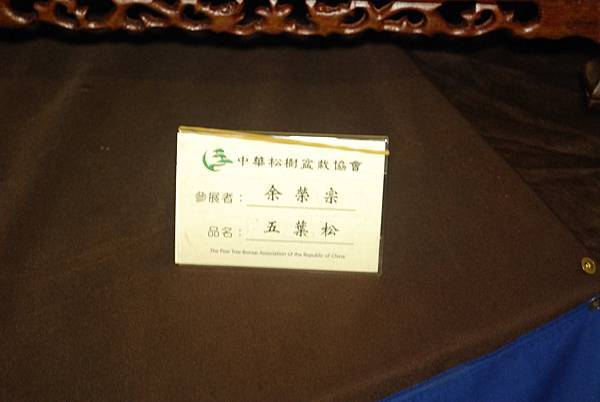 中華松樹盆栽協會
參展者：余榮宗
品名：五葉松
The Pine Tree Bonsai Association of the Republic of China